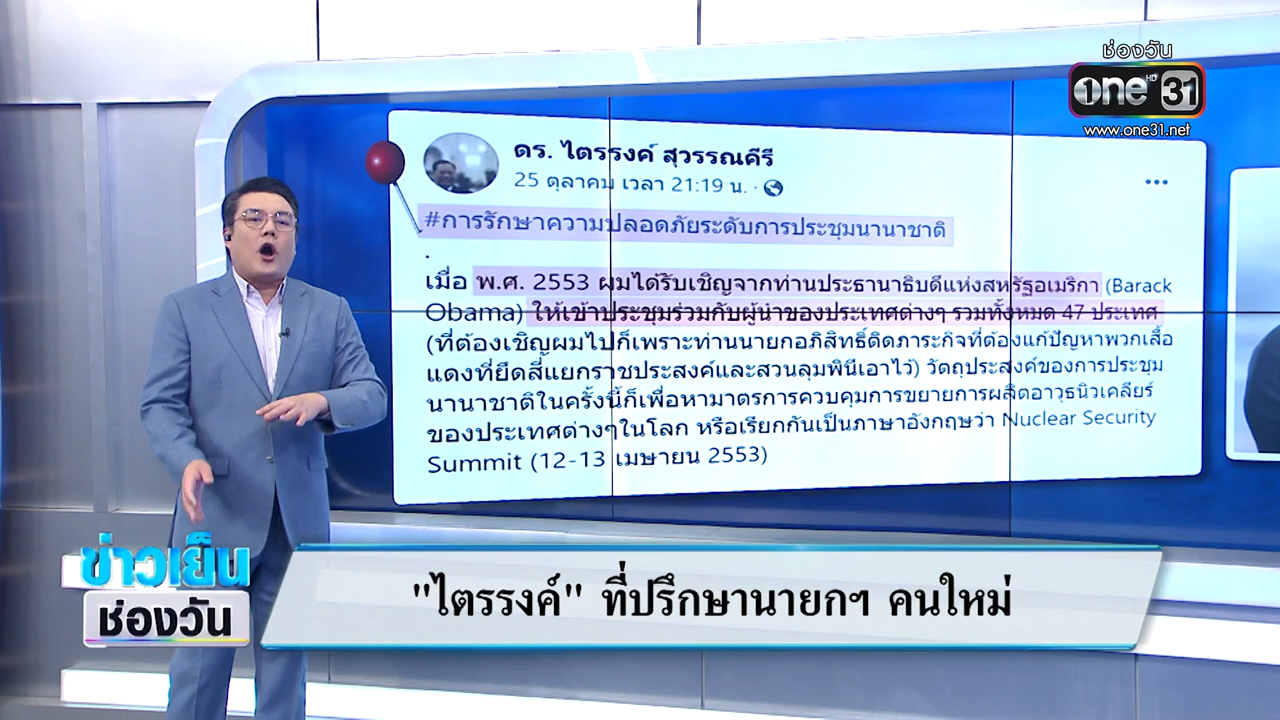 ช่องวัน
one HD 31
www.one31.net
ดร. ไตรรงค์ สุวรรณคีรี
25 ตุลาคม เวลา 21:19 น. ·
#การรักษาความปลอดภัยระดับการประชุมนานาชาติ
.
เมื่อ พ.ศ. 2553 ผมได้รับเชิญจากท่านประธานาธิบดีแห่งสหรัฐอเมริกา (Barack
Obama) ให้เข้าประชุมร่วมกับผู้นำของประเทศต่างๆ รวมทั้งหมด 47 ประเทศ
(ที่ต้องเชิญผมไปก็เพราะท่านนายกอภิสิทธิ์ติดภาระกิจที่ต้องแก้ปัญหาพวกเสื้อ
แดงที่ยึดสี่แยกราชประสงค์และสวนลุมพินีเอาไว้) วัตถุประสงค์ของการประชุม
นานาชาติในครั้งนี้ก็เพื่อหามาตรการควบคุมการขยายการผลิตอาวุธนิวเคลียร์
ของประเทศต่างๆในโลก หรือเรียกกันเป็นภาษาอังกฤษว่า Nuclear Security
Summit (12-13 เมษายน 2553)
ข่าวเย็น
ช่องวัน
"ไตรรงค์" ที่ปรึกษานายกฯ คนใหม่